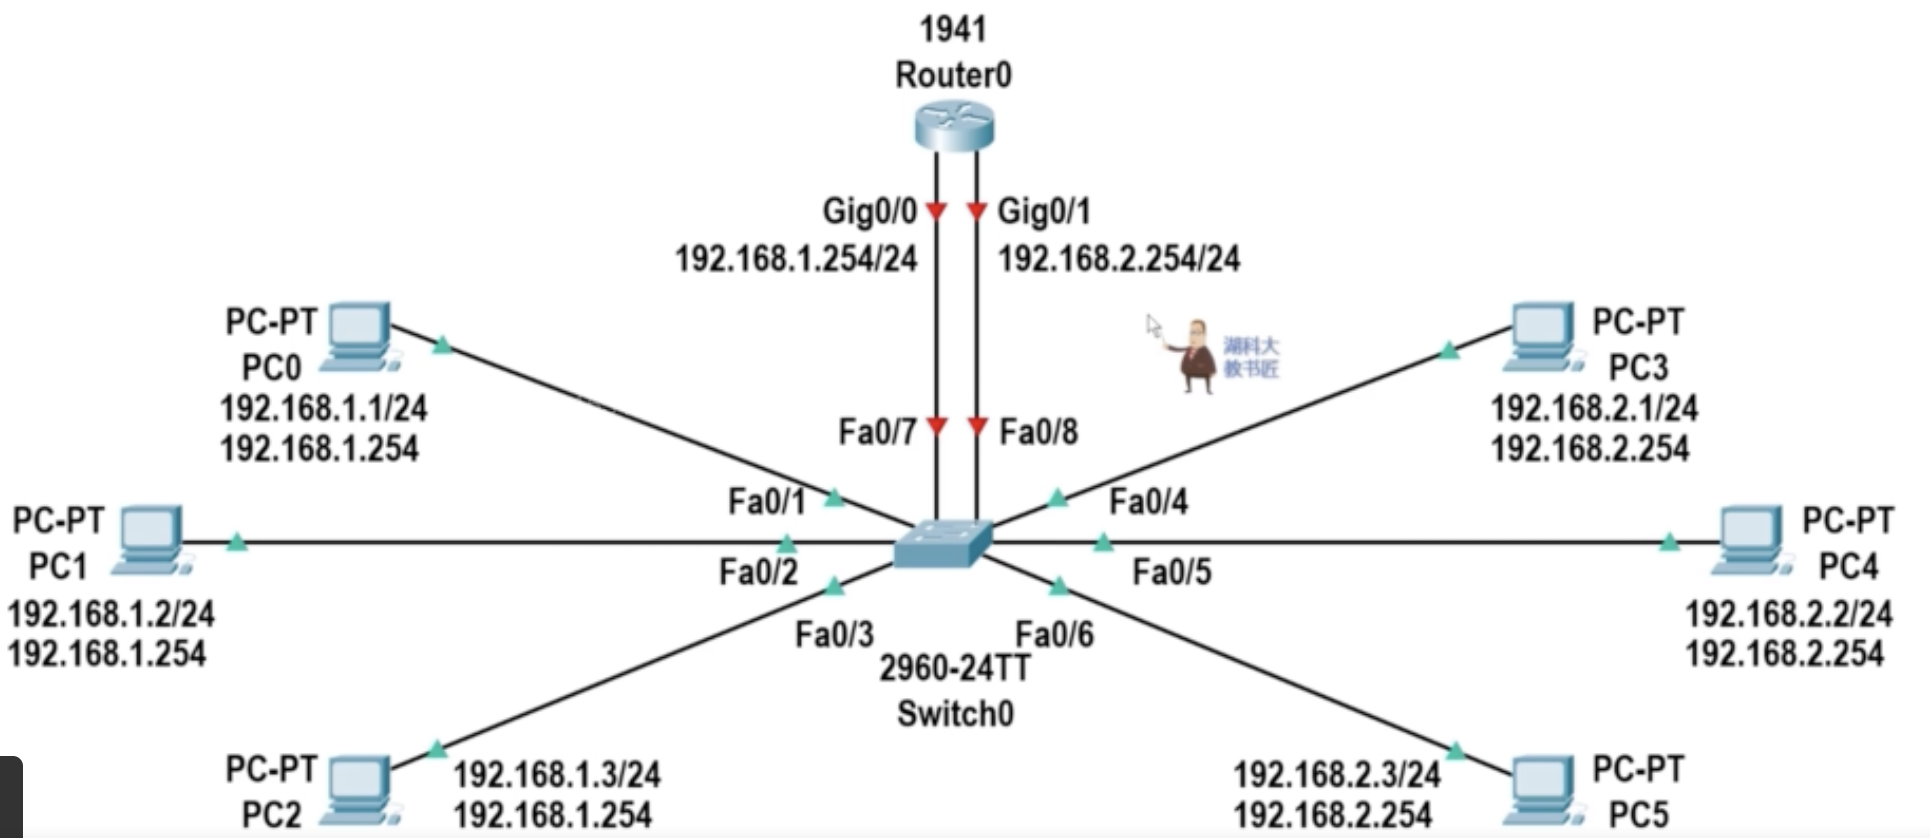 1941
Router0
Gig0/0
Gig0/1
192.168.1.254/24
192.168.2.254/24
PC-PT
PC0
192.168.1.1/24
192.168.1.254
湖科大
教书匠
PC-PT
PC3
192.168.2.1/24
192.168.2.254
Fa0/7
Fa0/8
Fa0/1
Fa0/4
PC-PT
PC1
192.168.1.2/24
192.168.1.254
Fa0/2
Fa0/5
PC-PT
PC4
192.168.2.2/24
192.168.2.254
Fa0/3
Fa0/6
2960-24TT
Switch0
PC-PT
PC2
192.168.1.3/24
192.168.1.254
192.168.2.3/24
192.168.2.254
PC-PT
PC5